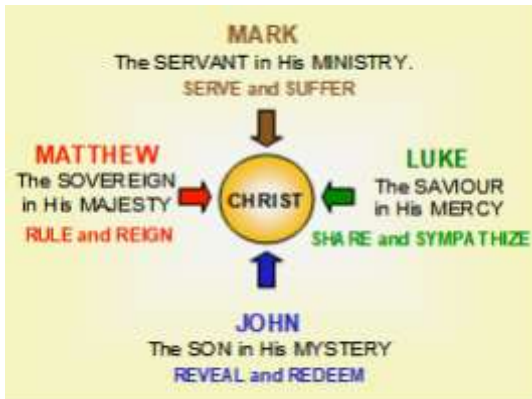 MARK
The SERVANT in His MINISTRY.
SERVE and SUFFER
MATTHEW
The SOVEREIGN
in His MAJESTY
RULE and REIGN
CHRIST
LUKE
The SAVIOUR
in His MERCY
SHARE and SYMPATHIZE
JOHN
The SON in His MYSTERY
REVEAL and REDEEM